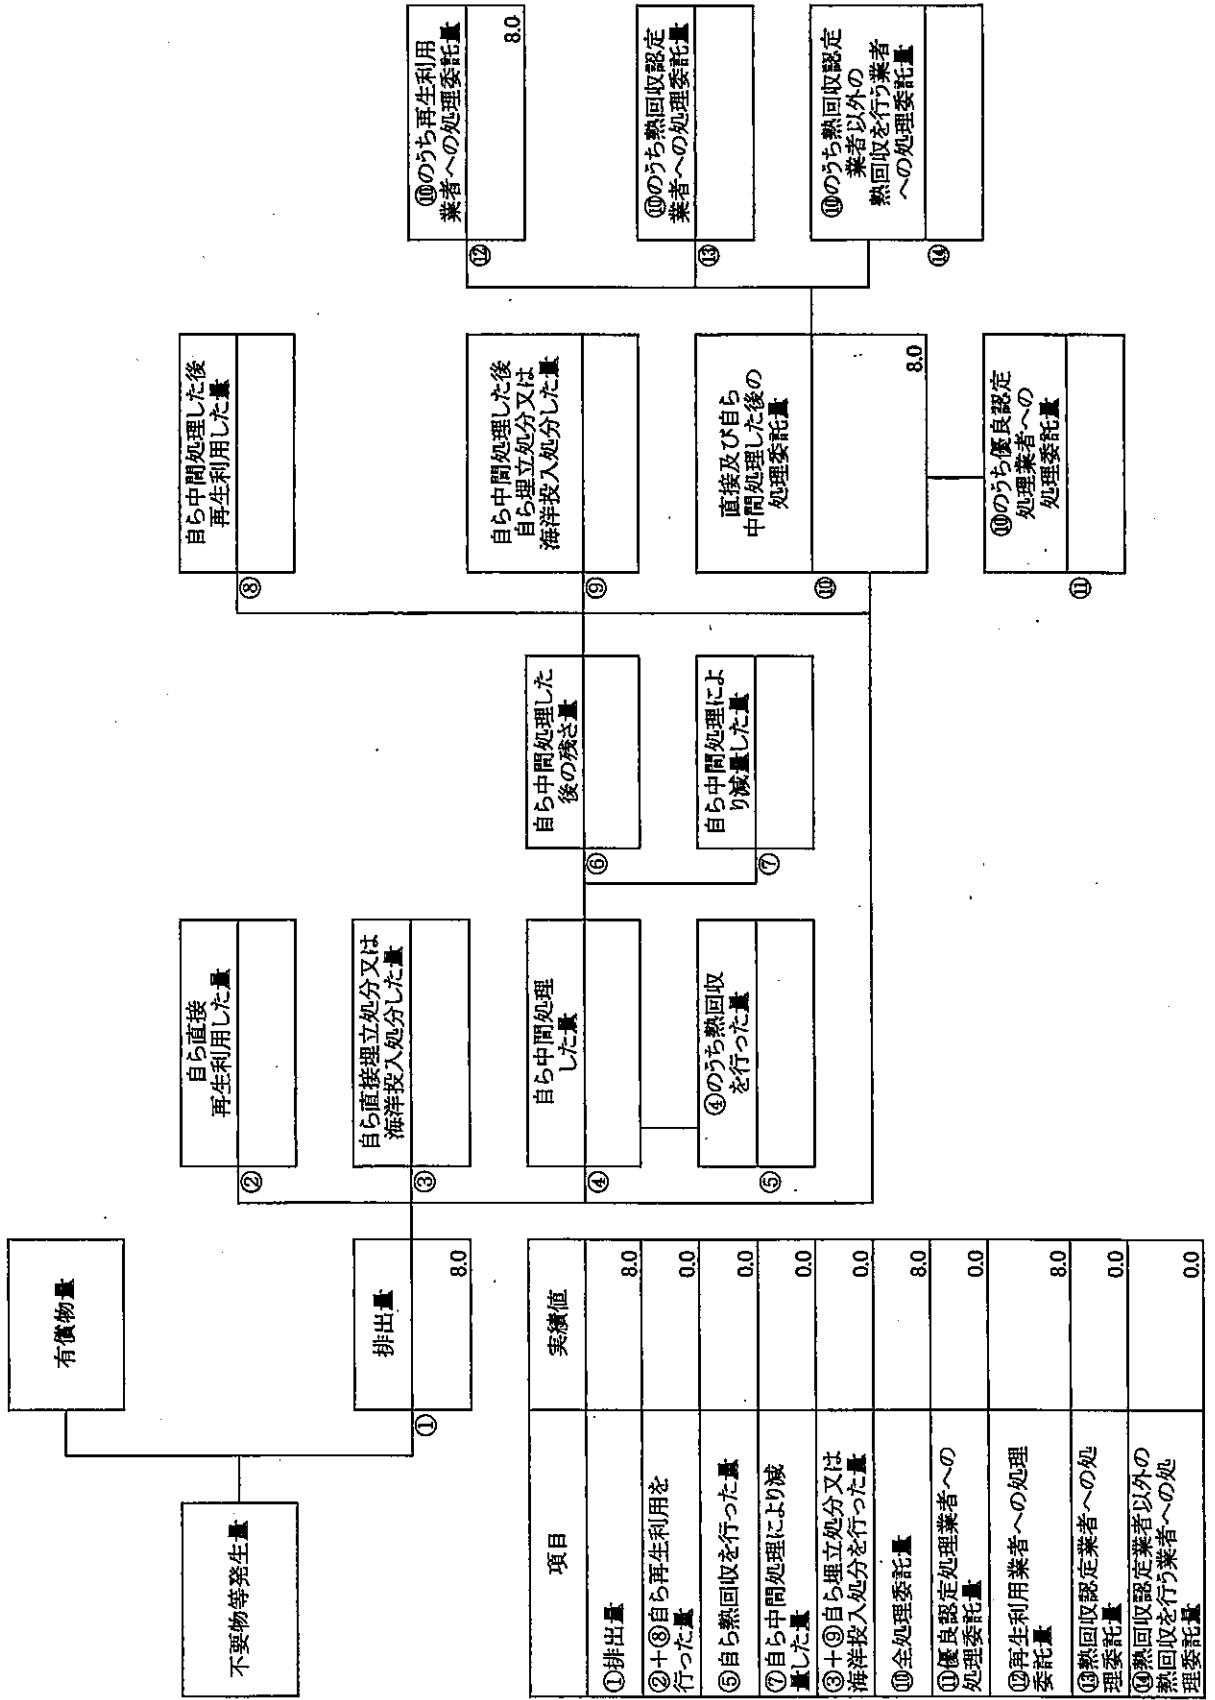 有償物量
不要物等発生量
①
排出量
8.0
②
自ら直接
再生利用した量
③
自ら直接埋立処分又は
海洋投入処分した量
④
自ら中間処理
した量
⑤
④のうち熱回収
を行った量
⑥
自ら中間処理した
後の残さ量
⑦
自ら中間処理によ
り減量した量
⑧
自ら中間処理した後
再生利用した量
⑨
自ら中間処理した後
自ら埋立処分又は
海洋投入処分した量
⑩
直接及び自ら
中間処理した後の
処理委託量
8.0
⑪
⑩のうち優良認定
処理業者への
処理委託量
⑫
⑩のうち再生利用
業者への処理委託量
8.0
⑬
⑩のうち熱回収認定
業者への処理委託量
⑭
⑩のうち熱回収認定
業者以外の
熱回収を行う業者
への処理委託量
項目
実績値
①排出量
8.0
②+⑧自ら再生利用を
行った量
0.0
⑤自ら熱回収を行った量
0.0
⑦自ら中間処理により減
量した量
0.0
③+⑨自ら埋立処分又は
海洋投入処分を行った量
0.0
⑩全処理委託量
8.0
⑪優良認定処理業者への
処理委託量
0.0
⑫再生利用業者への処理
委託量
8.0
⑬熱回収認定業者への処
理委託量
0.0
⑭熱回収認定業者以外の
熱回収を行う業者への処
理委託量
0.0